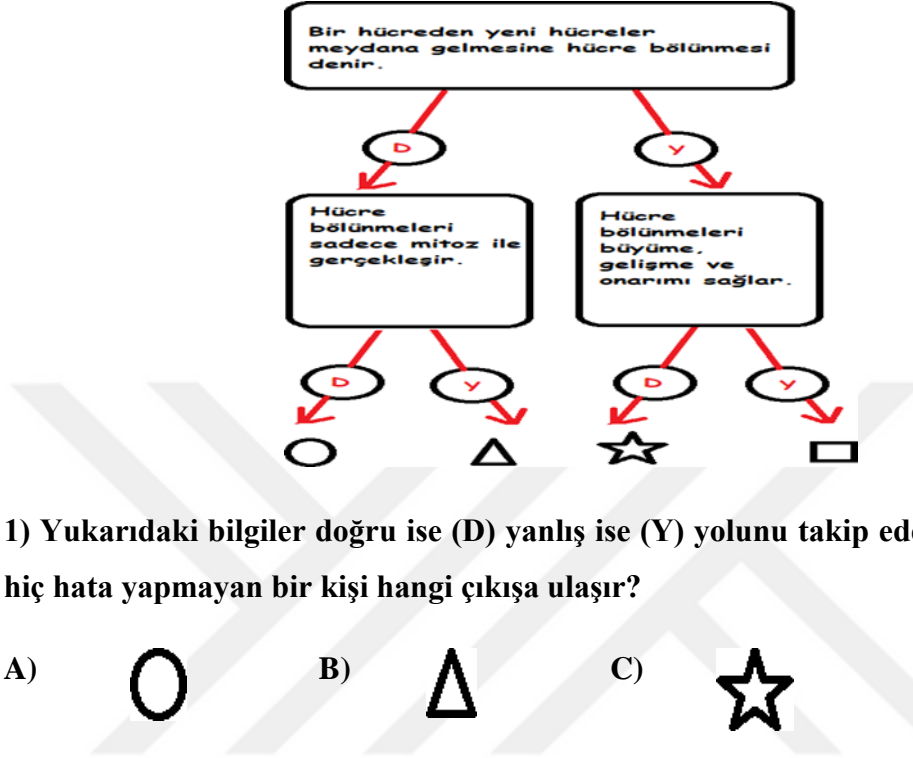 Bir hücreden yeni hücreler
meydana gelmesine hücre bölünmesi
denir.
D
Y
Hücre
bölünmeleri
sadece mitoz ile
gerçekleşir.
Hücre
bölünmeleri
büyüme,
gelişme ve
onarımı sağlar.
D
Y
D
Y
1) Yukarıdaki bilgiler doğru ise (D) yanlış ise (Y) yolunu takip
hiç hata yapmayan bir kişi hangi çıkışa ulaşır?
A)
B)
C)